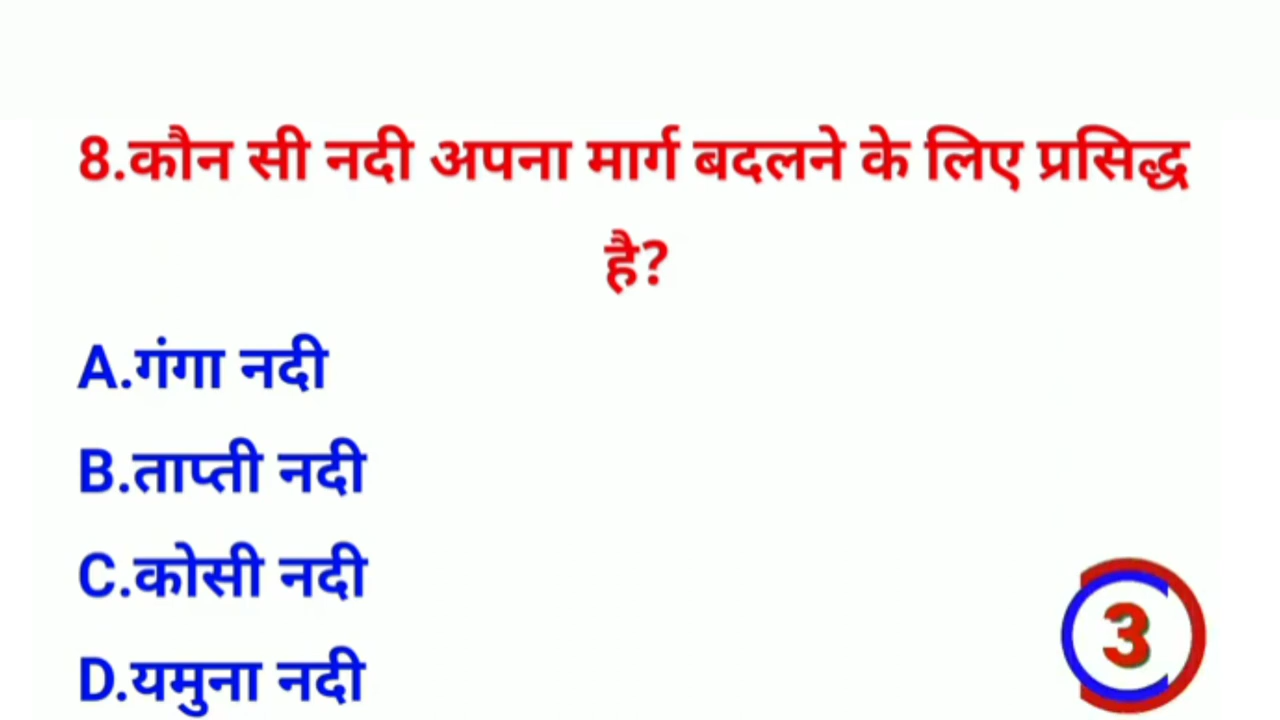 8.कौन सी नदी अपना मार्ग बदलने के लिए प्रसिद्ध
है?
A.गंगा नदी
B.ताप्ती नदी
C.कोसी नदी
D.यमुना नदी
3